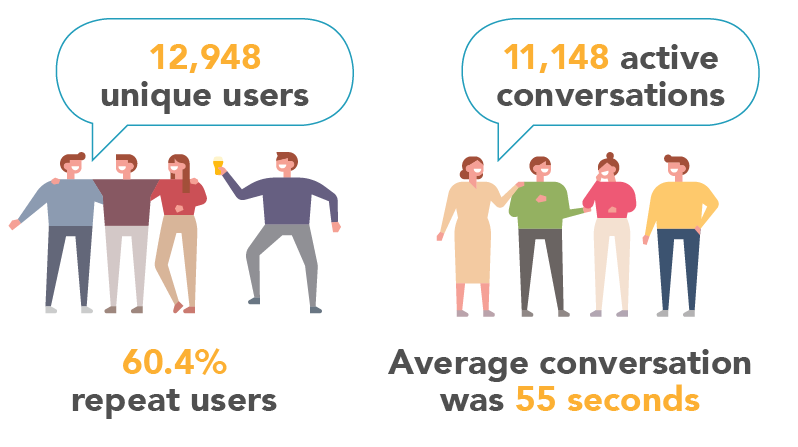 12,948
unique users
11,148 active
conversations
60.4%
repeat users
Average conversation
was 55 seconds